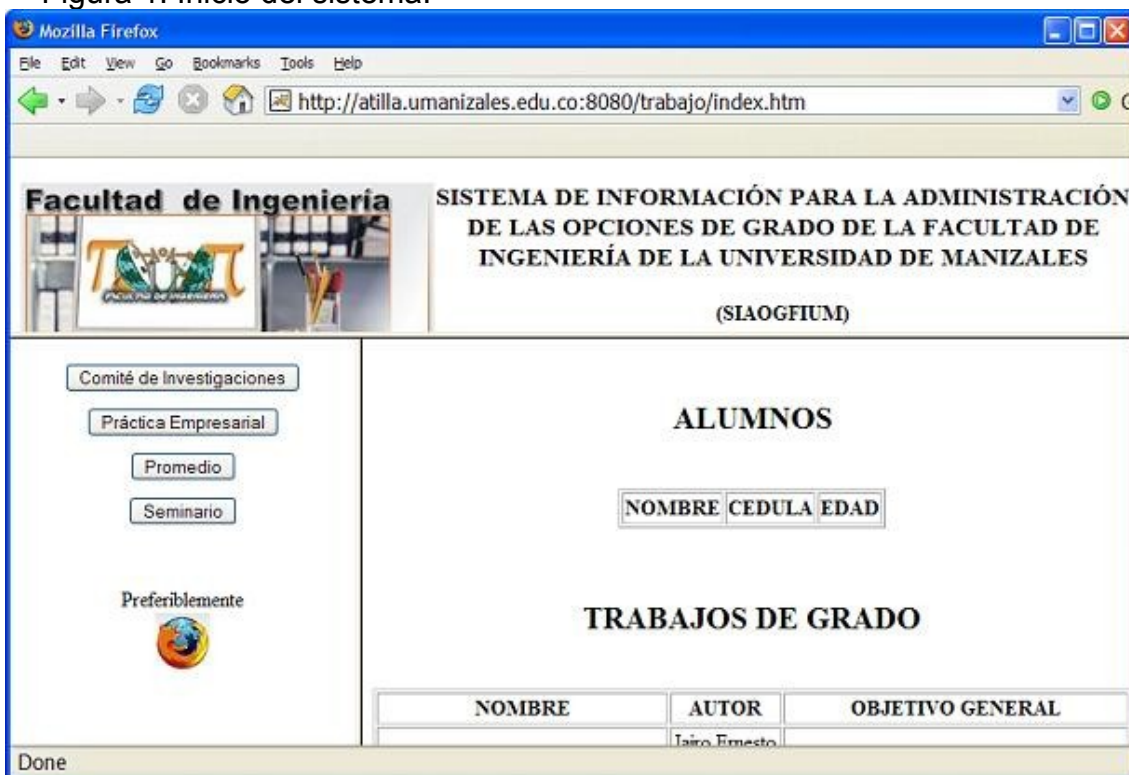 Figura 1. Inicio del sistema.
Mozilla Firefox
File Edit View Go Bookmarks Tools Help
http://atilla.umanizales.edu.co:8080/trabajo/index.htm
Facultad de Ingeniería
FACULTAD DE INGENIERIA
SISTEMA DE INFORMACIÓN PARA LA ADMINISTRACIÓN
DE LAS OPCIONES DE GRADO DE LA FACULTAD DE
INGENIERÍA DE LA UNIVERSIDAD DE MANIZALES
(SIAOGFIUM)
Comité de Investigaciones
Práctica Empresarial
Promedio
Seminario
Preferiblemente
ALUMNOS
NOMBRE CEDULA EDAD
TRABAJOS DE GRADO
NOMBRE AUTOR OBJETIVO GENERAL
Jairo Ernesto
Done